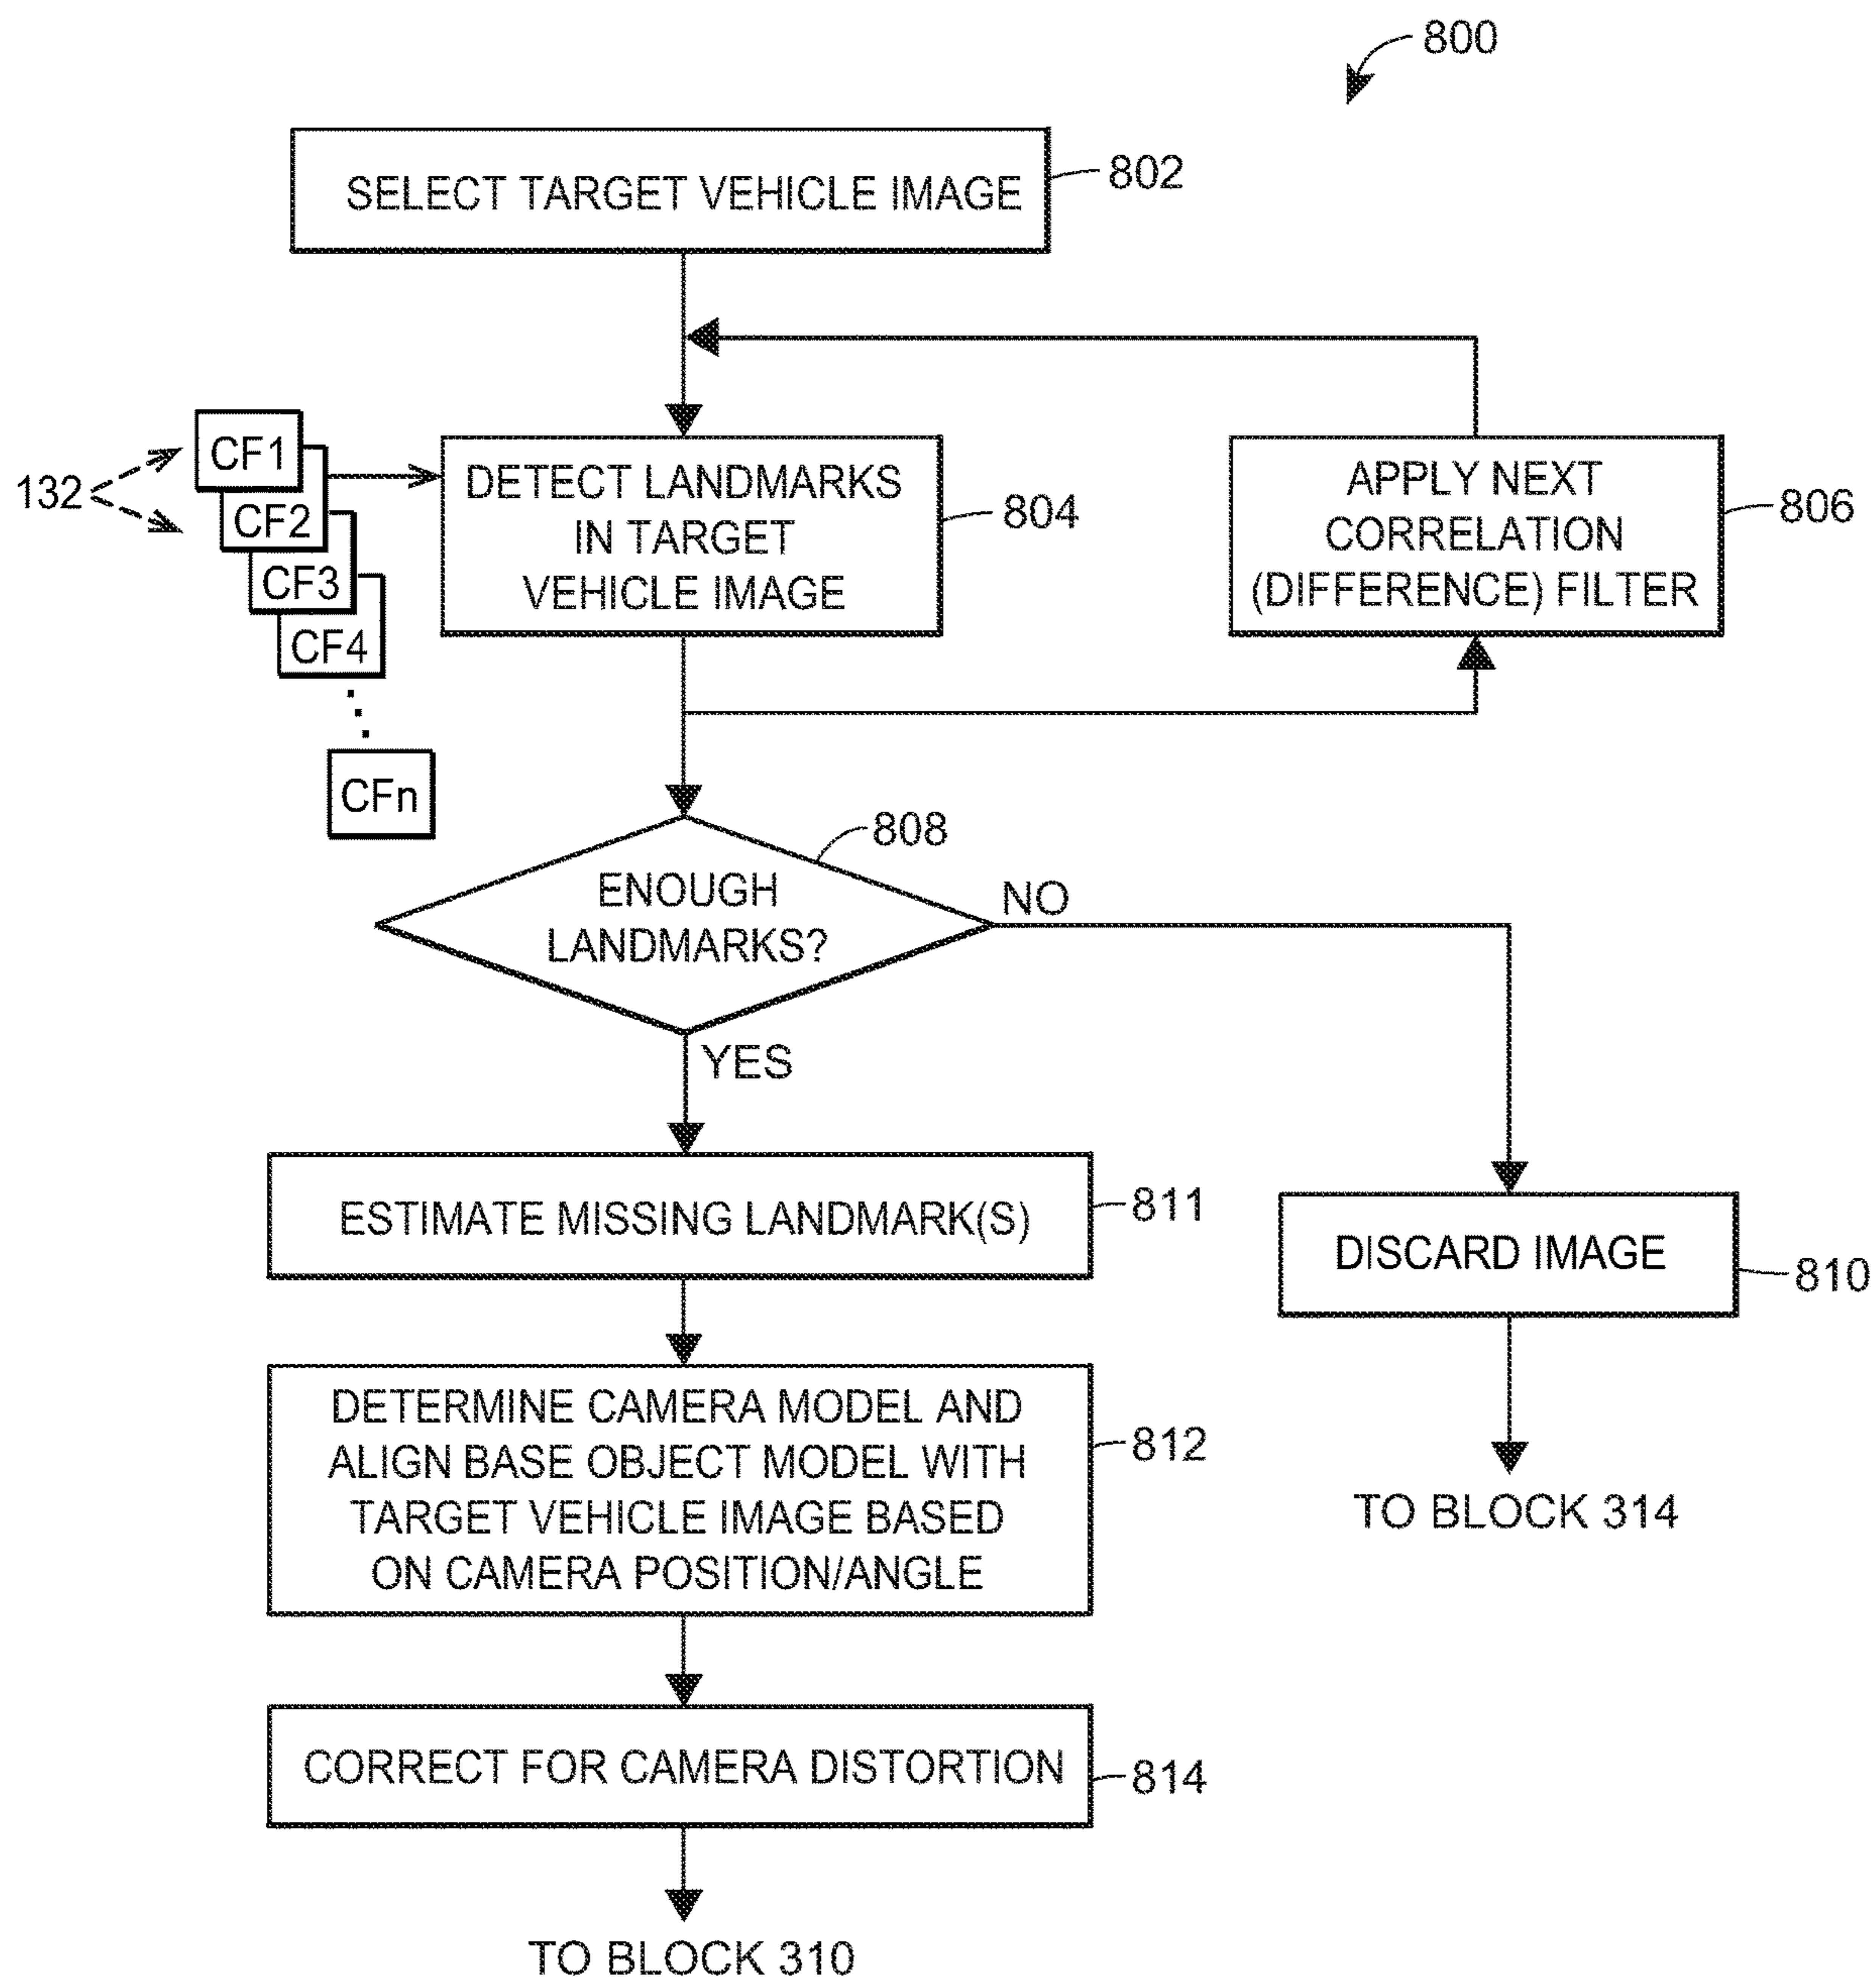 800
SELECT TARGET VEHICLE IMAGE
802
132
CF1
CF2
CF3
CF4
CFn
DETECT LANDMARKS
IN TARGET
VEHICLE IMAGE
804
APPLY NEXT
CORRELATION
(DIFFERENCE) FILTER
806
808
ENOUGH
LANDMARKS?
NO
YES
ESTIMATE MISSING LANDMARK(S)
811
DISCARD IMAGE
810
DETERMINE CAMERA MODEL AND
ALIGN BASE OBJECT MODEL WITH
TARGET VEHICLE IMAGE BASED
ON CAMERA POSITION/ANGLE
812
TO BLOCK 314
CORRECT FOR CAMERA DISTORTION
814
TO BLOCK 310